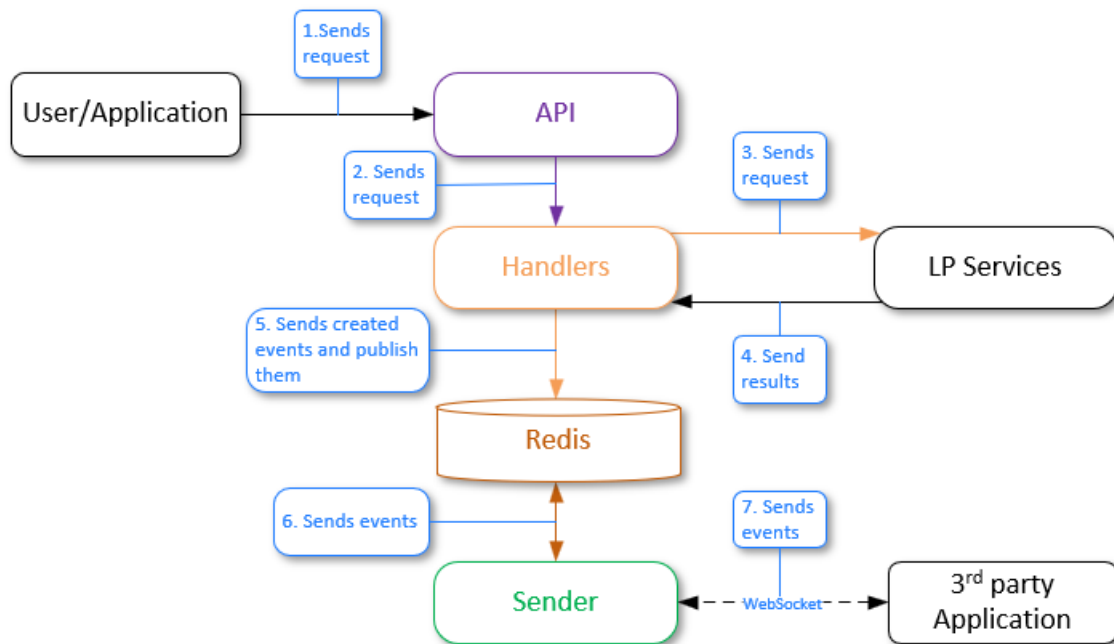 1.Sends
request
User/Application
API
2. Sends
request
3. Sends
request
Handlers
LP Services
5. Sends created
events and publish
them
4. Send
results
Redis
6. Sends events
7. Sends
events
Sender
WebSocket
3rd party
Application